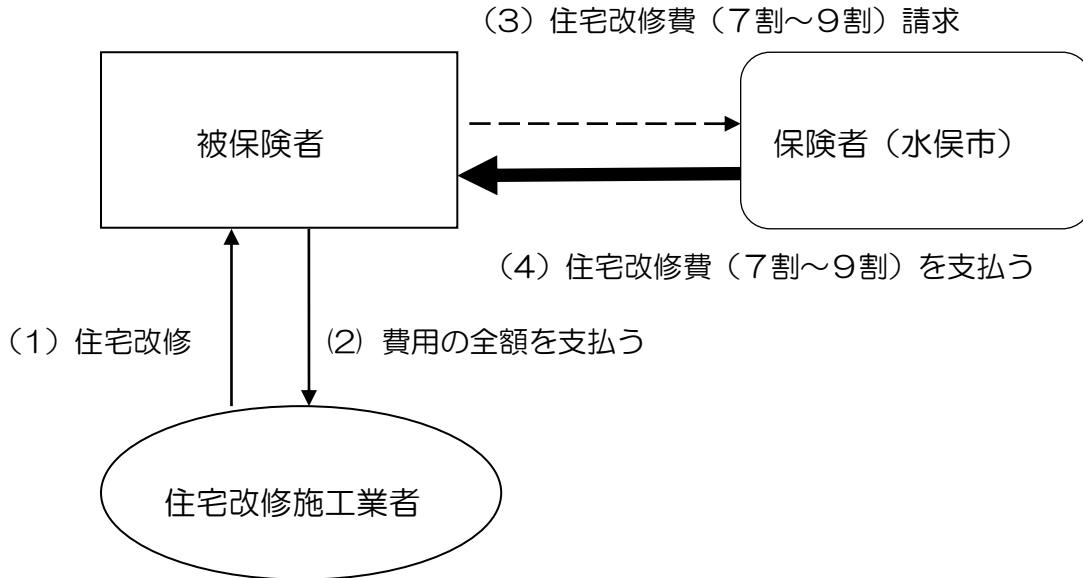 （3）住宅改修費（７割～９割）請求
被保険者
保険者（水俣市）
（4）住宅改修費（７割～９割）を支払う
（1）住宅改修
⑵ 費用の全額を支払う
住宅改修施工業者